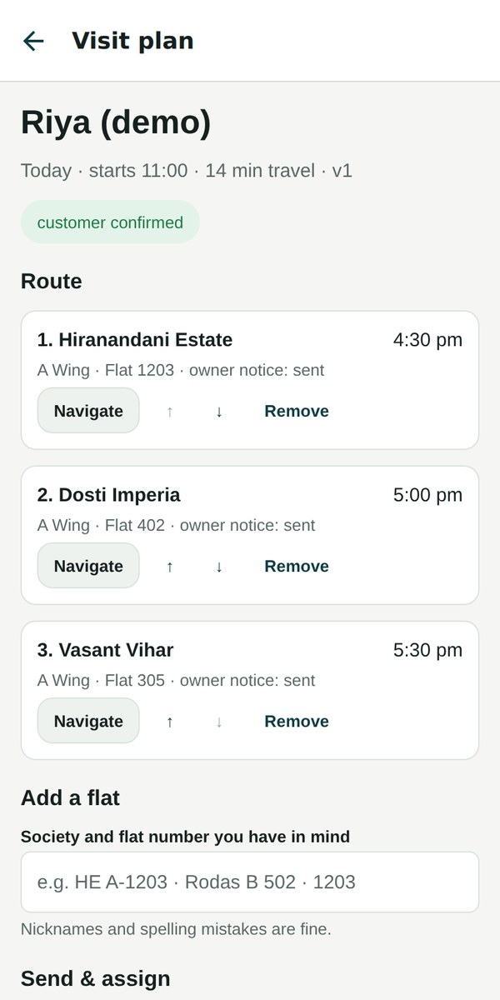 ← Visit plan
Riya (demo)
Today · starts 11:00 · 14 min travel · v1
customer confirmed
Route
1. Hiranandani Estate 4:30 pm
A Wing · Flat 1203 · owner notice: sent
Navigate ↑ ↓ Remove
2. Dosti Imperia 5:00 pm
A Wing · Flat 402 · owner notice: sent
Navigate ↑ ↓ Remove
3. Vasant Vihar 5:30 pm
A Wing · Flat 305 · owner notice: sent
Navigate ↑ ↓ Remove
Add a flat
Society and flat number you have in mind
e.g. HE A-1203 · Rodas B 502 · 1203
Nicknames and spelling mistakes are fine.
Send & assign